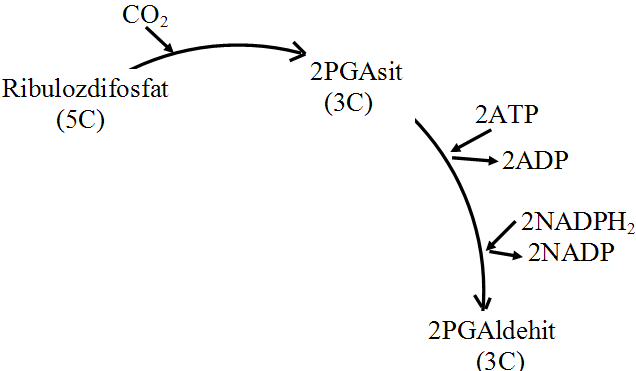 CO₂
Ribulozdifosfat
(5C)
2PGAsit
(3C)
2ATP
2ADP
2NADPH₂
2NADP
2PGAldehit
(3C)